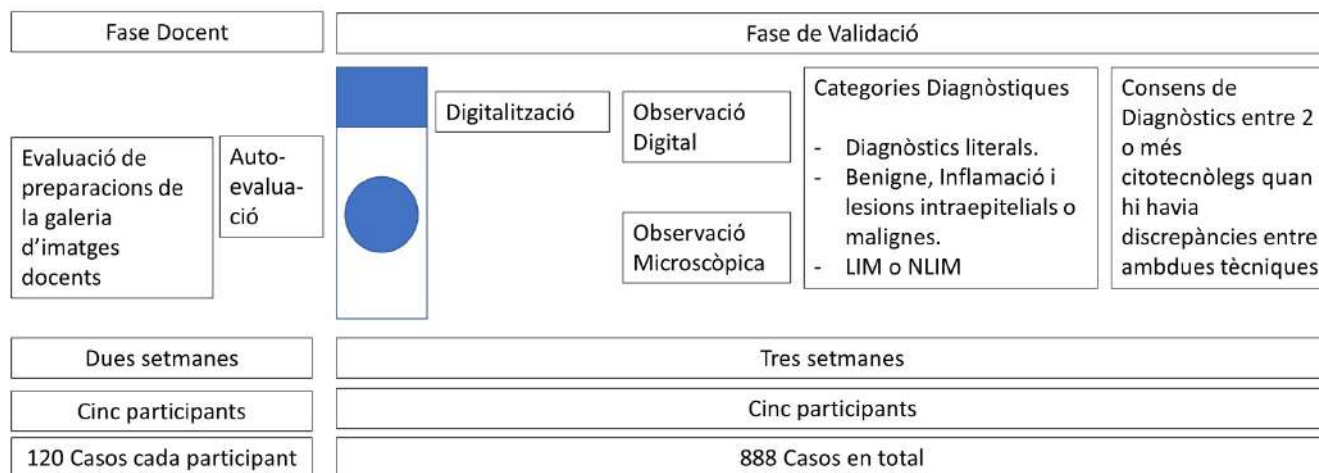 Fase Docent
Fase de Validació
Evaluació de
preparacions de
la galeria
d’imatges
docents
Auto-
evalua-
ció
Digitalització
Observació
Digital
Observació
Microscòpica
Categories Diagnòstiques
- Diagnòstics literals.
- Benigne, Inflamació i
lesions intraepitelials o
malignes.
- LIM o NLIM
Consens de
Diagnòstics entre 2
o més
citotecnòlegs quan
hi havia
discrepàncies entre
ambdues tècniques
Dues setmanes
Tres setmanes
Cinc participants
Cinc participants
120 Casos cada participant
888 Casos en total